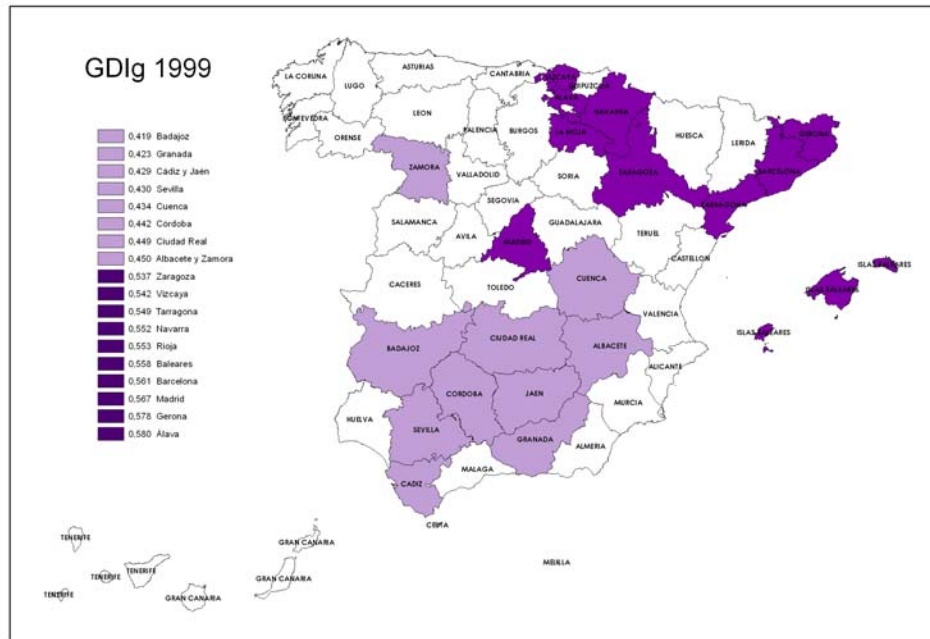 GDIg 1999
0,419 Badajoz
0,423 Granada
0,429 Cádiz y Jaén
0,430 Sevilla
0,434 Cuenca
0,442 Córdoba
0,449 Ciudad Real
0,450 Albacete y Zamora
0,537 Zaragoza
0,542 Vizcaya
0,549 Tarragona
0,552 Navarra
0,553 Rioja
0,558 Baleares
0,561 Barcelona
0,567 Madrid
0,578 Gerona
0,580 Álava
ASTURIAS
CANTABRIA
LA CORUNA
LUGO
VIZCAYA
GUIPUZCOA
LEON
ALAVA
NAVARRA
PONTEVEDRA
ORENSE
PALENCIA
BURGOS
LA RIOJA
HUESCA
LERIDA
GERONA
ZAMORA
VALLADOLID
SORIA
ZARAGOZA
BARCELONA
SEGOVIA
TARRAGONA
SALAMANCA
AVILA
GUADALAJARA
TERUEL
MADRID
CASTELLON
ISLAS BALEARES
CACERES
TOLEDO
CUENCA
ISLAS BALEARES
VALENCIA
ISLAS BALEARES
BADAJOZ
CIUDAD REAL
ALBACETE
ALICANTE
CORDOBA
JAEN
MURCIA
HUELVA
SEVILLA
GRANADA
ALMERIA
MALAGA
CADIZ
CEUTA
TENERIFE
GRAN CANARIA
MELILLA
TENERIFE
TENERIFE
GRAN CANARIA
TENERIFE
GRAN CANARIA